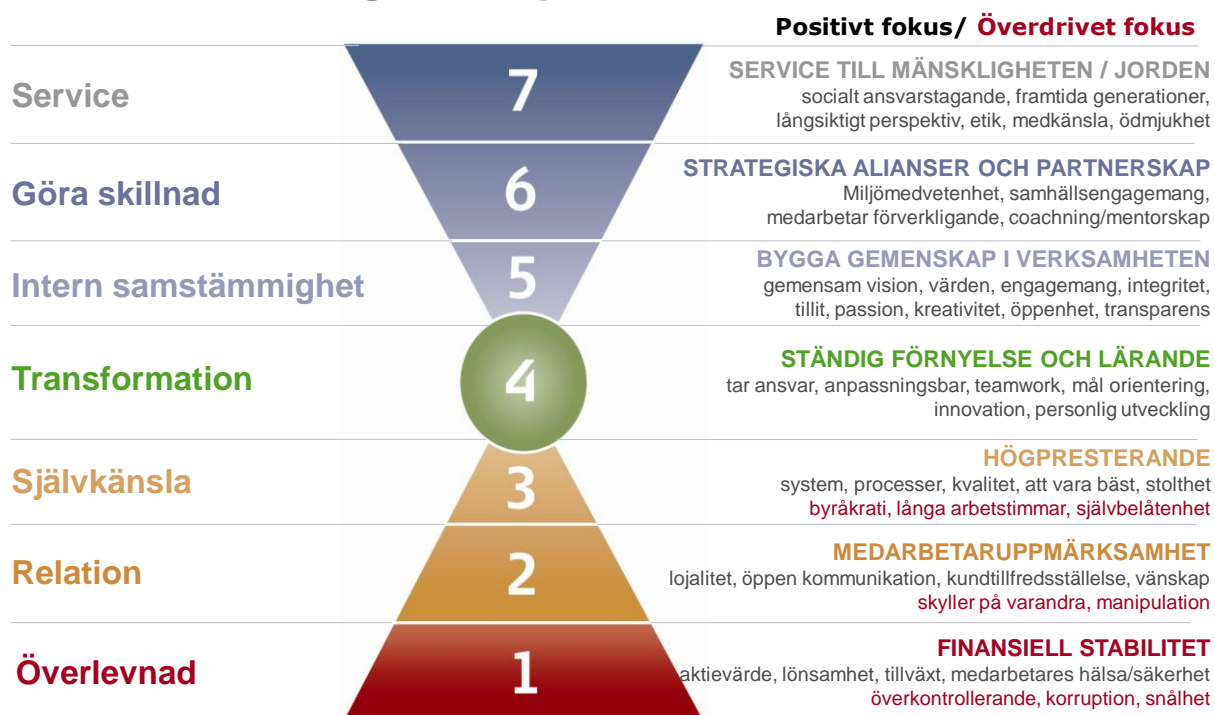 Positivt fokus/ Överdrivet fokus
Service
7
SERVICE TILL MÄNSKLIGHETEN / JORDEN
socialt ansvarstagande, framtida generationer,
långsiktigt perspektiv, etik, medkänsla, ödmjukhet
Göra skillnad
6
STRATEGISKA ALIANSER OCH PARTNERSKAP
Miljömedvetenhet, samhällsengagemang,
medarbetar förverkligande, coachning/mentorskap
Intern samstämmighet
5
BYGGA GEMENSKAP I VERKSAMHETEN
gemensam vision, värden, engagemang, integritet,
tillit, passion, kreativitet, öppenhet, transparens
Transformation
4
STÄNDIG FÖRNYELSE OCH LÄRANDE
tar ansvar, anpassningsbar, teamwork, mål orientering,
innovation, personlig utveckling
Självkänsla
3
HÖGPRESTERANDE
system, processer, kvalitet, att vara bäst, stolthet
byråkrati, långa arbetstimmar, självbelåtenhet
Relation
2
MEDARBETARUPPMÄRKSAMHET
lojalitet, öppen kommunikation, kundtillfredsställelse, vänskap
skyller på varandra, manipulation
Överlevnad
1
FINANSIELL STABILITET
aktievärde, lönsamhet, tillväxt, medarbetares hälsa/säkerhet
överkontrollerande, korruption, snålhet